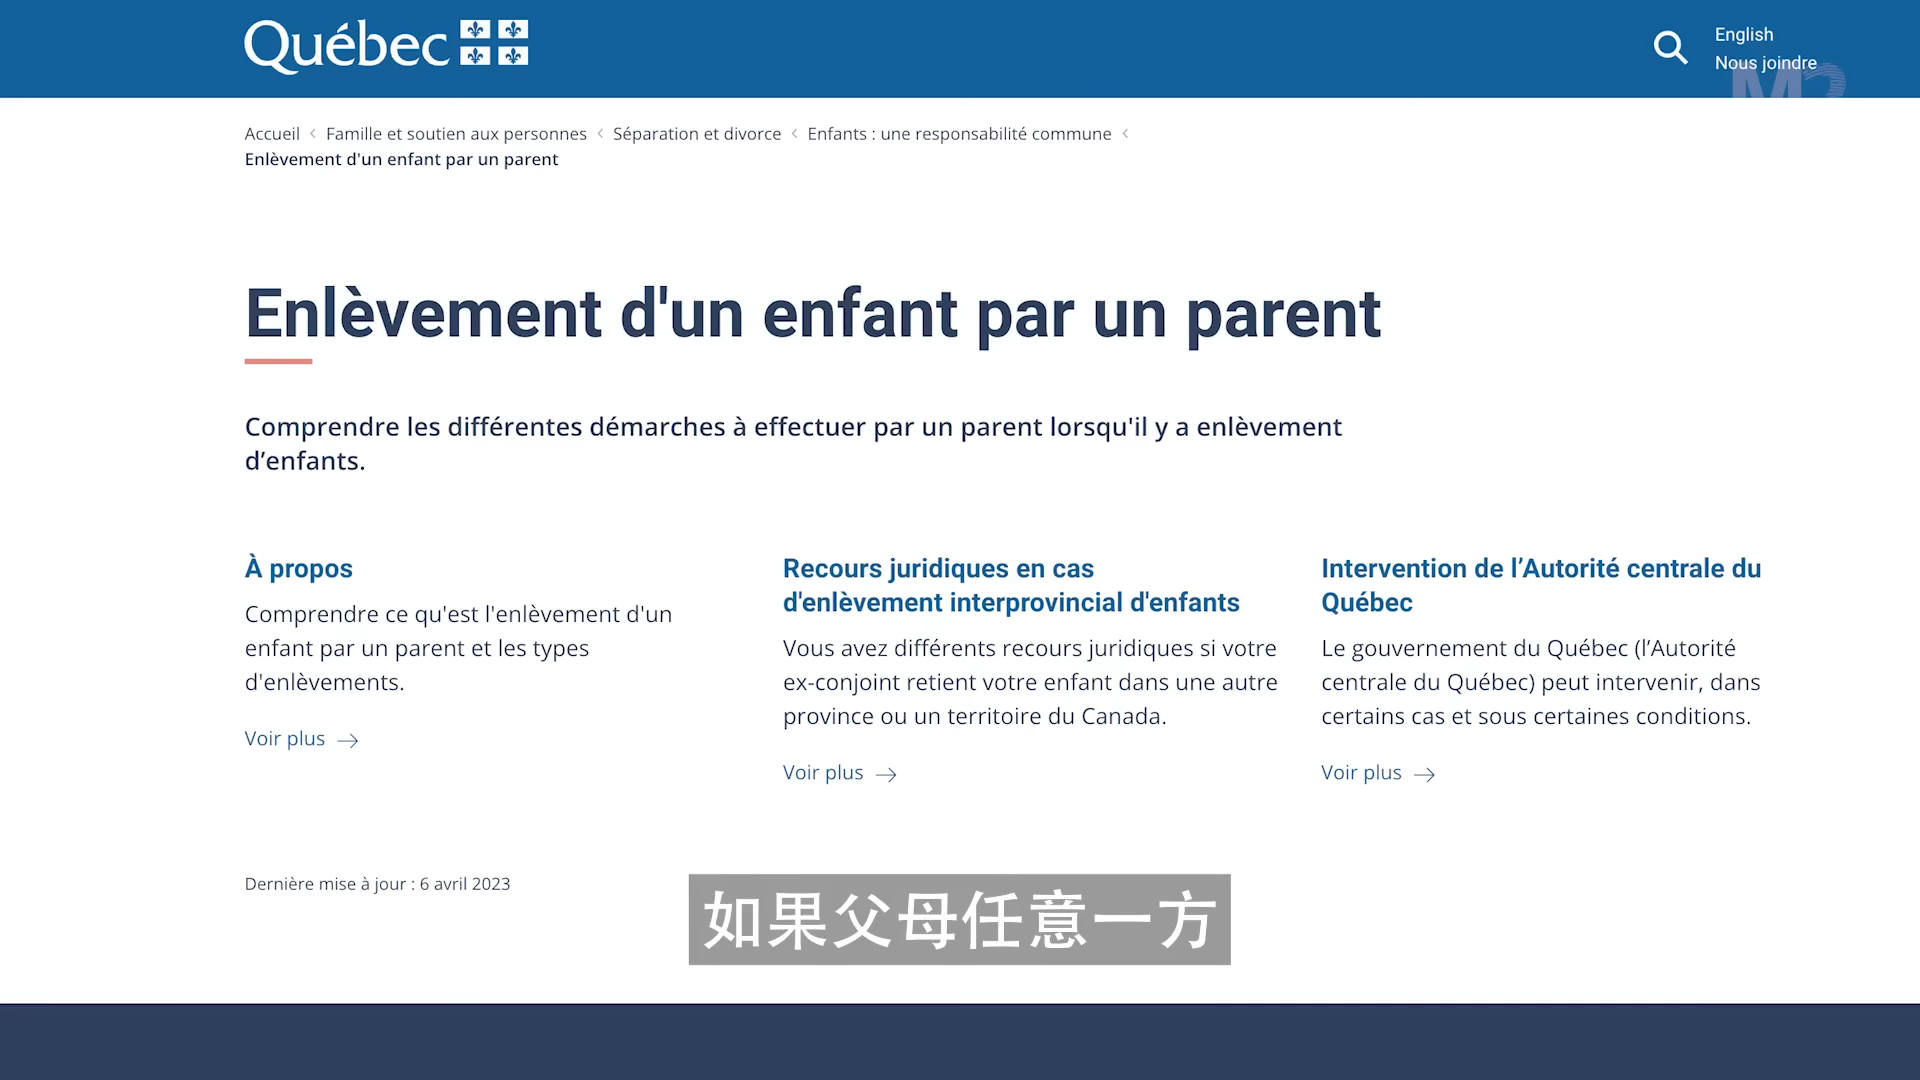 Québec
English
Nous joindre
Accueil
Famille et soutien aux personnes
Séparation et divorce
Enfants : une responsabilité commune
Enlèvement d'un enfant par un parent
Enlèvement d'un enfant par un parent
Comprendre les différentes démarches à effectuer par un parent lorsqu'il y a enlèvement
d’enfants.
À propos
Comprendre ce qu'est l'enlèvement d'un
enfant par un parent et les types
d'enlèvements.
Voir plus
Recours juridiques en cas
d'enlèvement interprovincial d'enfants
Vous avez différents recours juridiques si votre
ex-conjoint retient votre enfant dans une autre
province ou un territoire du Canada.
Voir plus
Intervention de l’Autorité centrale du
Québec
Le gouvernement du Québec (l’Autorité
centrale du Québec) peut intervenir, dans
certains cas et sous certaines conditions.
Voir plus
Dernière mise à jour : 6 avril 2023
如果父母任意一方